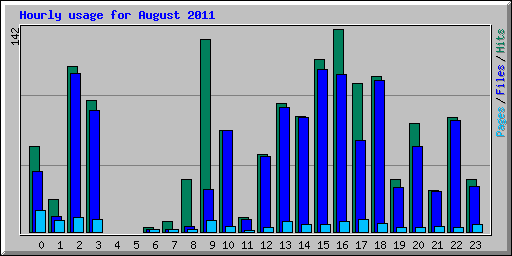 Hourly usage for August 2011
142
Pages/Files/Hits
0 1 2 3 4 5 6 7 8 9 10 11 12 13 14 15 16 17 18 19 20 21 22 23